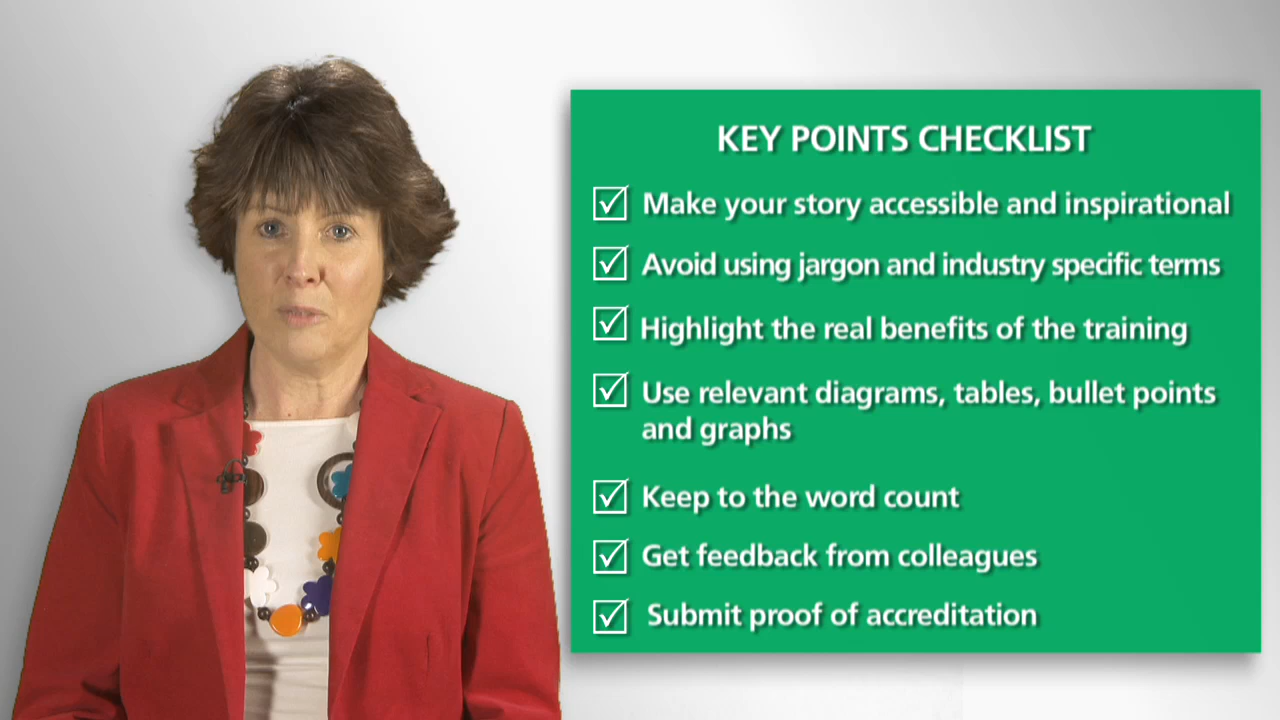 KEY POINTS CHECKLIST
Make your story accessible and inspirational
Avoid using jargon and industry specific terms
Highlight the real benefits of the training
Use relevant diagrams, tables, bullet points
and graphs
Keep to the word count
Get feedback from colleagues
Submit proof of accreditation